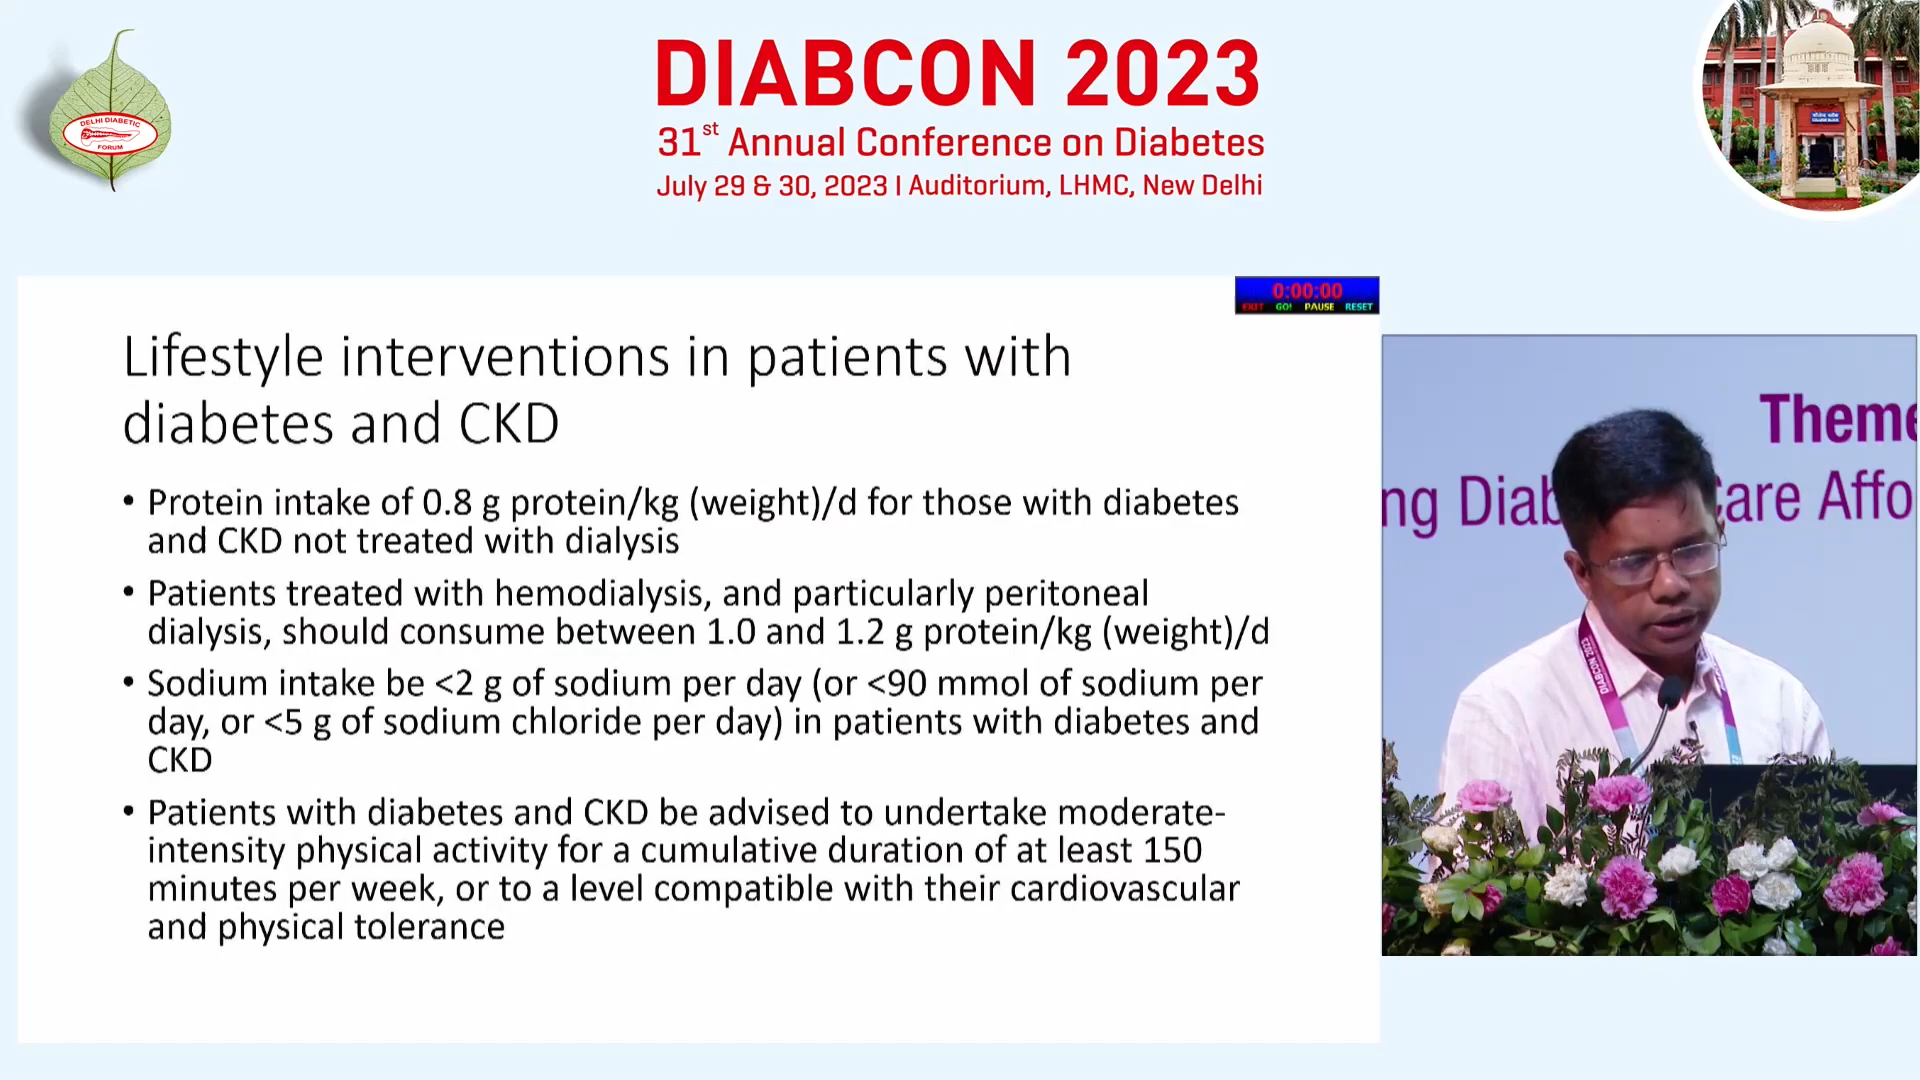 DELHI DIABETIC
FORUM
DIABCON 2023
31st Annual Conference on Diabetes
July 29 & 30, 2023 | Auditorium, LHMC, New Delhi
0:00:00
EXIT GO! PAUSE RESET
Lifestyle interventions in patients with
diabetes and CKD
• Protein intake of 0.8 g protein/kg (weight)/d for those with diabetes
and CKD not treated with dialysis
• Patients treated with hemodialysis, and particularly peritoneal
dialysis, should consume between 1.0 and 1.2 g protein/kg (weight)/d
• Sodium intake be <2 g of sodium per day (or <90 mmol of sodium per
day, or <5 g of sodium chloride per day) in patients with diabetes and
CKD
• Patients with diabetes and CKD be advised to undertake moderate-
intensity physical activity for a cumulative duration of at least 150
minutes per week, or to a level compatible with their cardiovascular
and physical tolerance
Theme
ng Diab Care Affo
DIABCON 2023